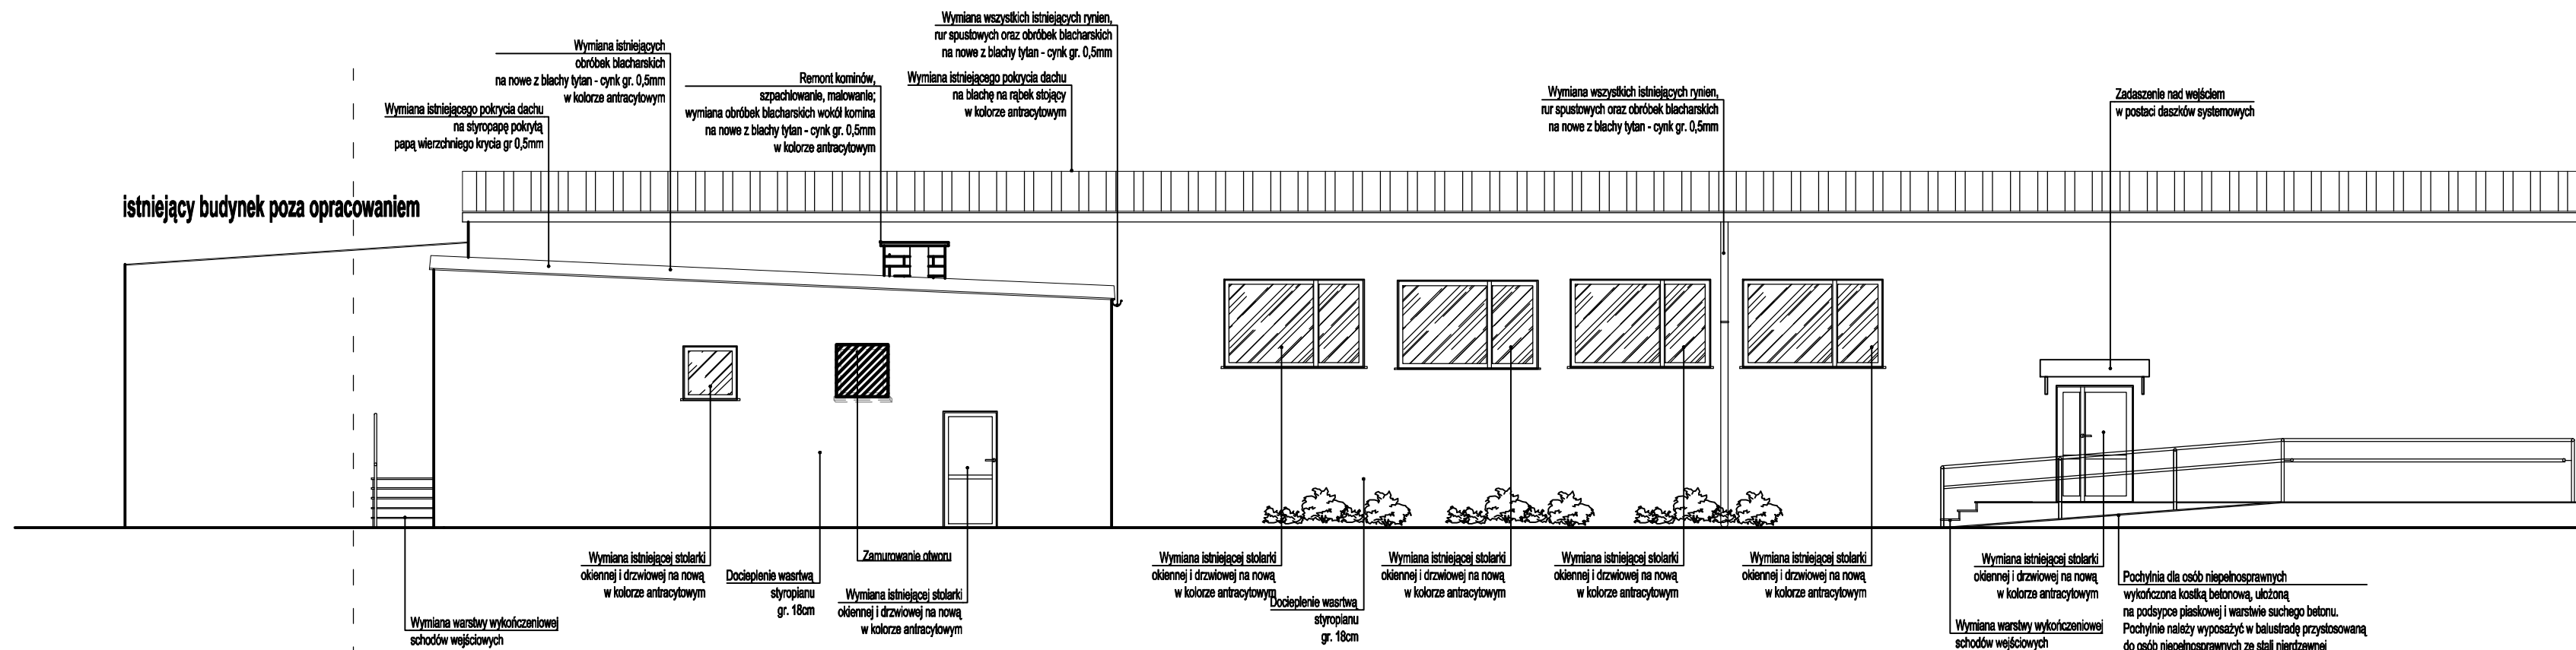 Wymiana wszystkich istniejących rynien,
rur spustowych oraz obróbek blacharskich
na nowe z blachy tytan - cynk gr. 0,5mm
Wymiana istniejących
obróbek blacharskich
na nowe z blachy tytan - cynk gr. 0,5mm
w kolorze antracytowym
Remont kominów,
szpachlowanie, malowanie;
wymiana obróbek blacharskich wokół komina
na nowe z blachy tytan - cynk gr. 0,5mm
w kolorze antracytowym
Wymiana istniejącego pokrycia dachu
na blachę na rąbek stojący
w kolorze antracytowym
Wymiana istniejącego pokrycia dachu
na styropapę pokrytą
papą wierzchniego krycia gr 0,5mm
Wymiana wszystkich istniejących rynien,
rur spustowych oraz obróbek blacharskich
na nowe z blachy tytan - cynk gr. 0,5mm
Zadaszenie nad wejściem
w postaci daszków systemowych
istniejący budynek poza opracowaniem
Wymiana warstwy wykończeniowej
schodów wejściowych
Wymiana istniejącej stolarki
okiennej i drzwiowej na nową
w kolorze antracytowym
Docieplenie wasrtwą
styropianu
gr. 18cm
Zamurowanie otworu
Wymiana istniejącej stolarki
okiennej i drzwiowej na nową
w kolorze antracytowym
Wymiana istniejącej stolarki
okiennej i drzwiowej na nową
w kolorze antracytowym
Docieplenie wasrtwą
styropianu
gr. 18cm
Wymiana istniejącej stolarki
okiennej i drzwiowej na nową
w kolorze antracytowym
Wymiana istniejącej stolarki
okiennej i drzwiowej na nową
w kolorze antracytowym
Wymiana istniejącej stolarki
okiennej i drzwiowej na nową
w kolorze antracytowym
Wymiana istniejącej stolarki
okiennej i drzwiowej na nową
w kolorze antracytowym
Wymiana warstwy wykończeniowej
schodów wejściowych
Pochylnia dla osób niepełnosprawnych
wykończona kostką betonową, ułożoną
na podsypce piaskowej i warstwie suchego betonu.
Pochylnie należy wyposażyć w balustradę przystosowaną
do osób niepełnosprawnych ze stali nierdzewnej